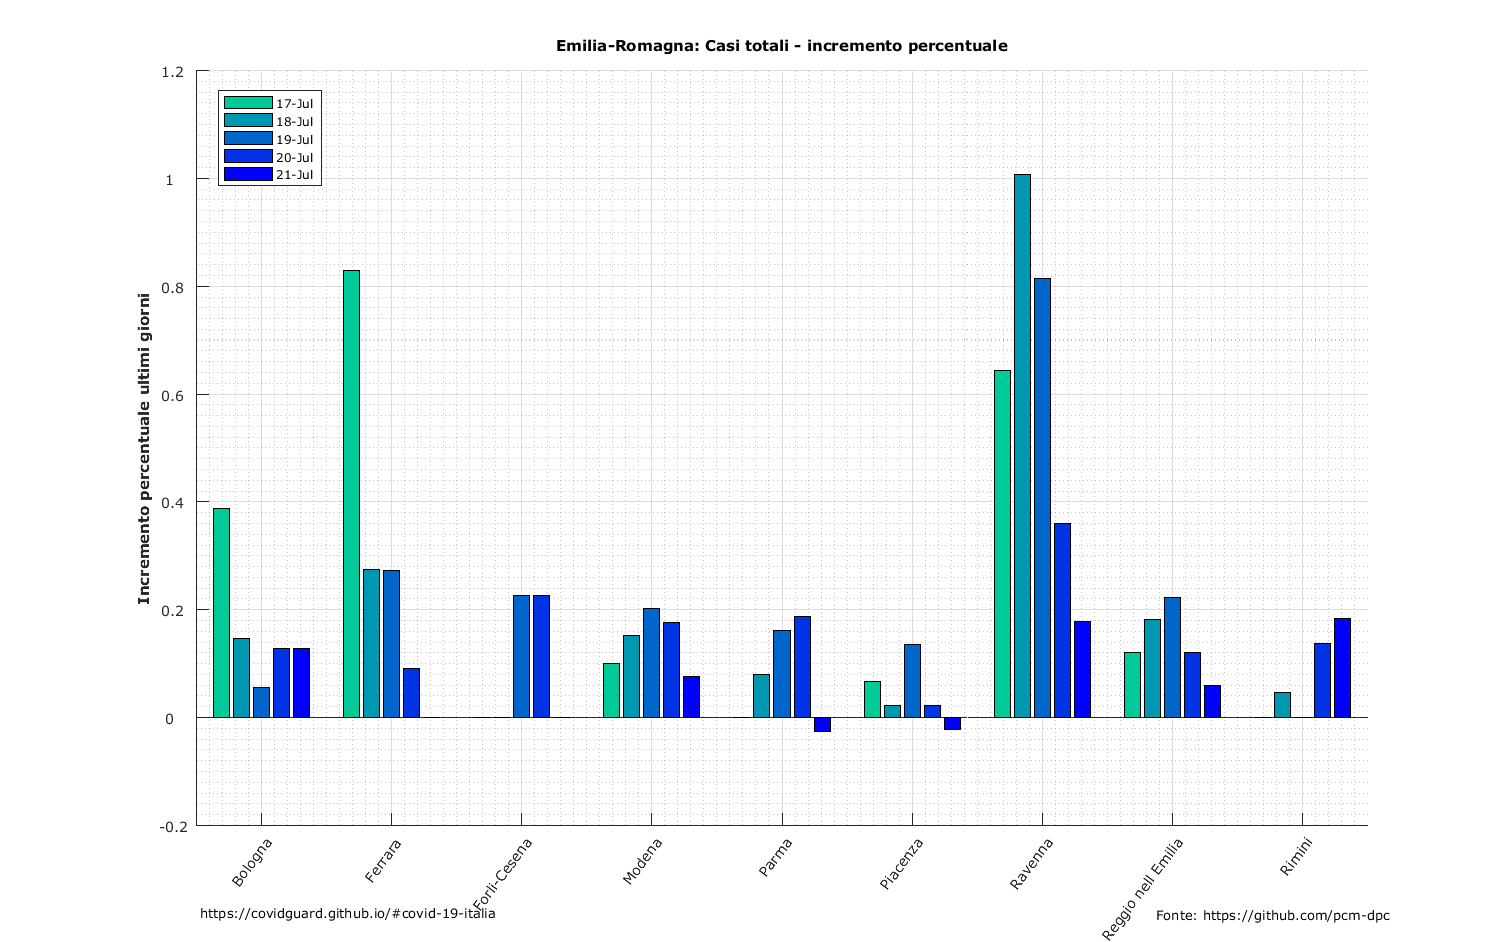 Emilia-Romagna: Casi totali - incremento percentuale
1.2
1
0.8
0.6
0.4
0.2
0
-0.2
Incremento percentuale ultimi giorni
17-Jul
18-Jul
19-Jul
20-Jul
21-Jul
Bologna
Ferrara
Forlì-Cesena
Modena
Parma
Piacenza
Ravenna
Reggio nell Emilia
Rimini
https://covidguard.github.io/#covid-19-italia
Fonte: https://github.com/pcm-dpc